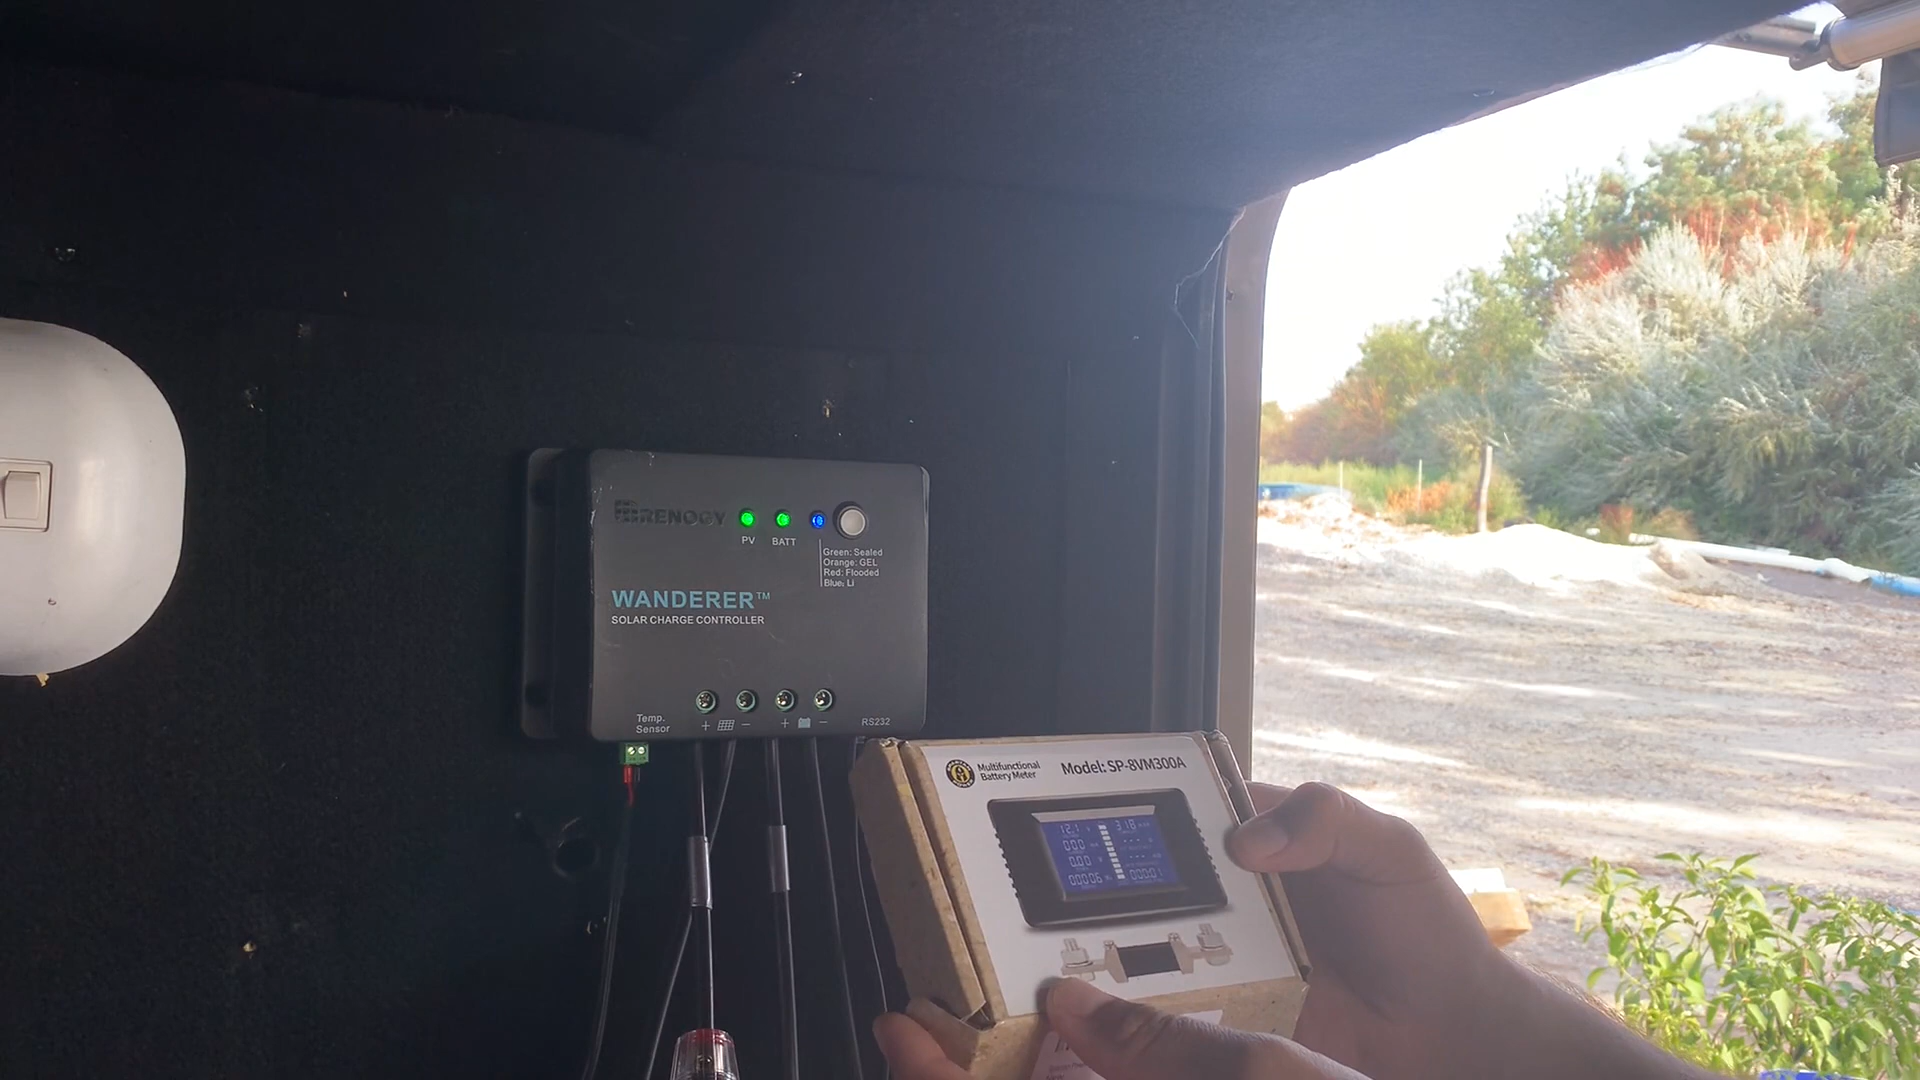 RENOGY
PV
BATT
Green: Sealed
Orange: GEL
Red: Flooded
Blue: Li
WANDERER™
SOLAR CHARGE CONTROLLER
Temp.
Sensor
+ − + −
RS232
Multifunctional
Battery Meter
Model: SP-8VM300A